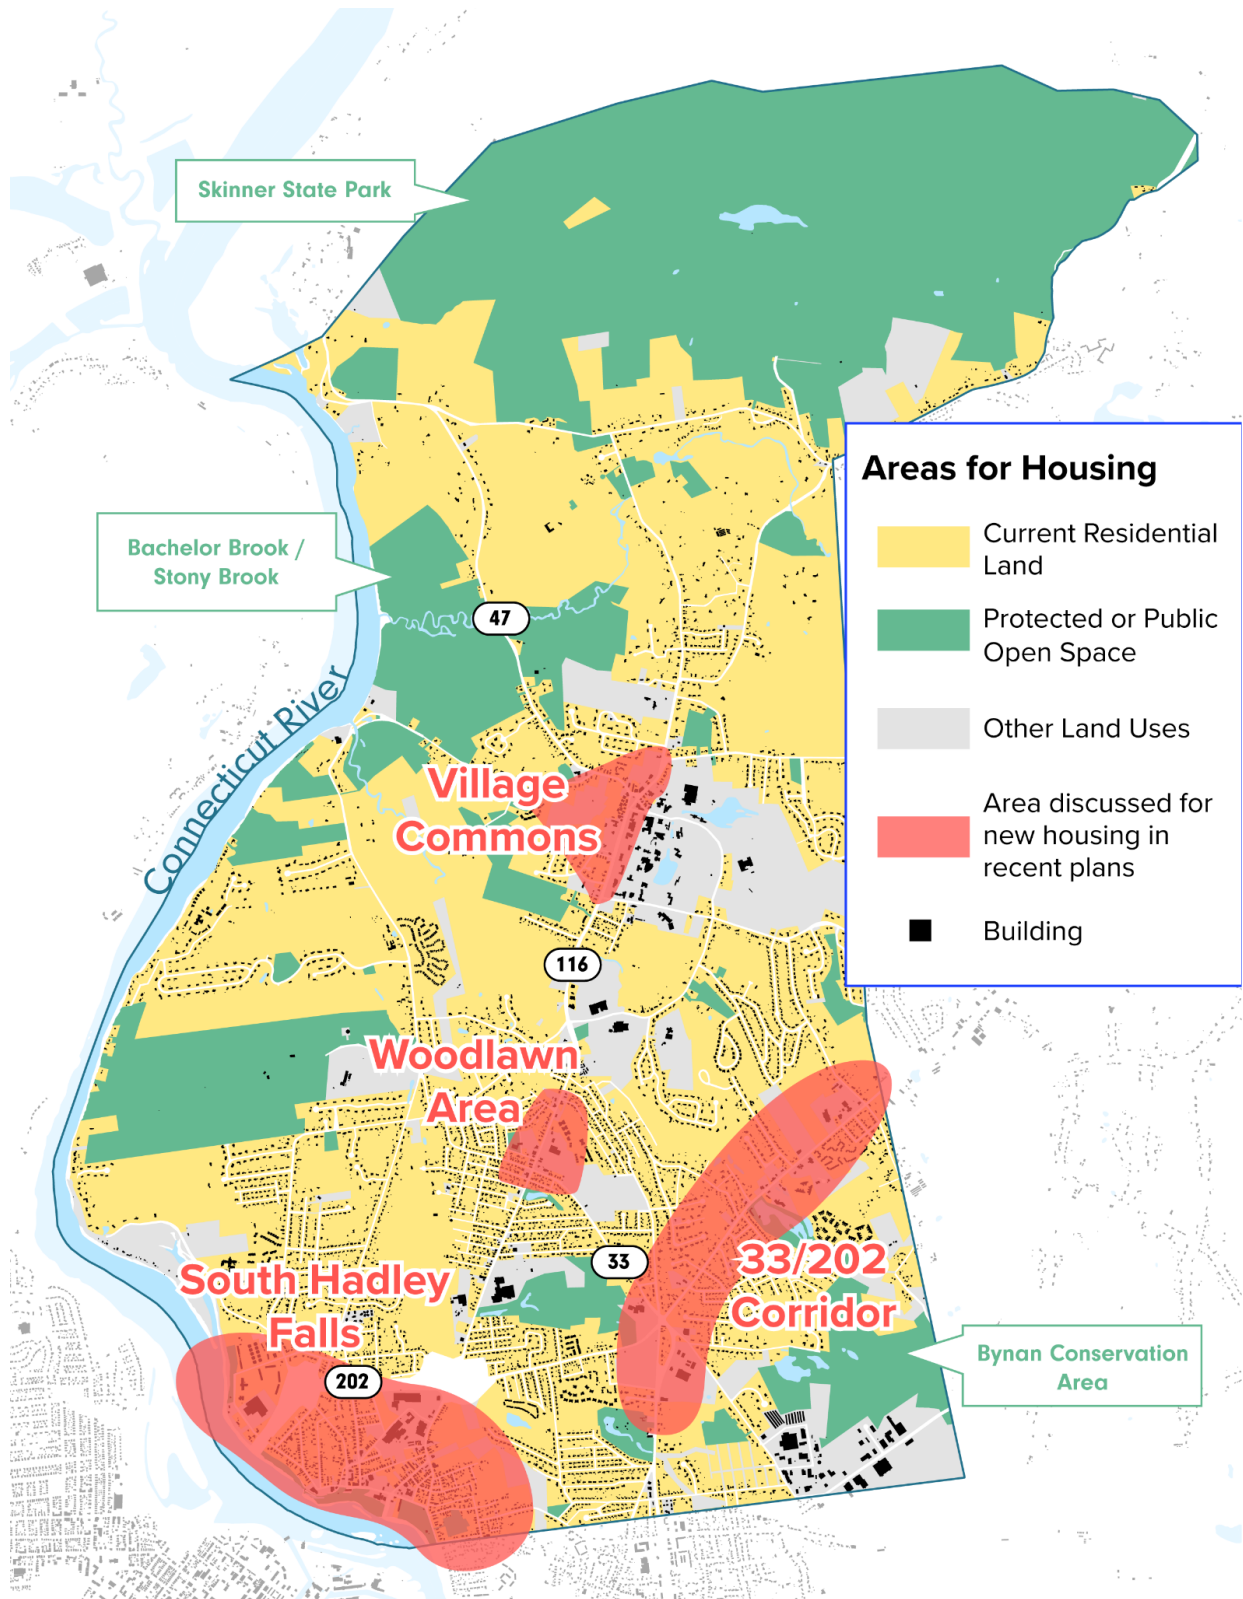 Skinner State Park
Areas for Housing
Current Residential
Land
Bachelor Brook /
Stony Brook
47
Protected or Public
Open Space
Connecticut River
Other Land Uses
Village
Commons
Area discussed for
new housing in
recent plans
Building
116
Woodlawn
Area
33
33/202
Corridor
South Hadley
Falls
202
Bynan Conservation
Area